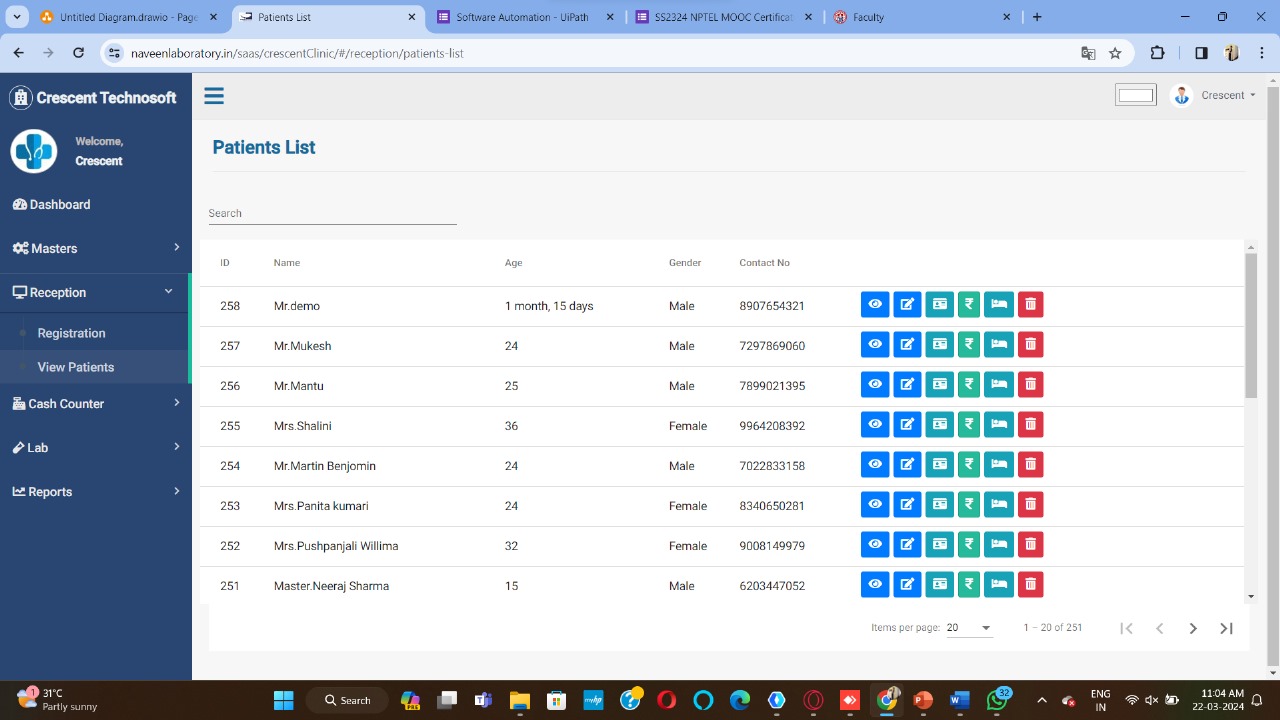 Untitled Diagram.drawio - Page
Patients List
Software Automation - UiPath
SS2324 NPTEL MOOC Certificat
Faculty
naveenlaboratory.in/saas/crescentClinic/#/reception/patients-list
Crescent Technosoft
Crescent
Welcome,
Crescent
Patients List
Dashboard
Masters
Reception
Registration
View Patients
Cash Counter
Lab
Reports
Search
ID Name Age Gender Contact No
258 Mr.demo 1 month, 15 days Male 8907654321
257 Mr.Mukesh 24 Male 7297869060
256 Mr.Mantu 25 Male 7899021395
255 Mrs.Shalini 36 Female 9964208392
254 Mr.Martin Benjomin 24 Male 7022833158
253 Mrs.Panita kumari 24 Female 8340650281
252 Mrs.Pushpanjali Willima 32 Female 9008149979
251 Master.Neeraj Sharma 15 Male 6203447052
Items per page: 20 1 – 20 of 251
1 31°C
Partly sunny
Search
PRE
32
ENG
IN
11:04 AM
22-03-2024